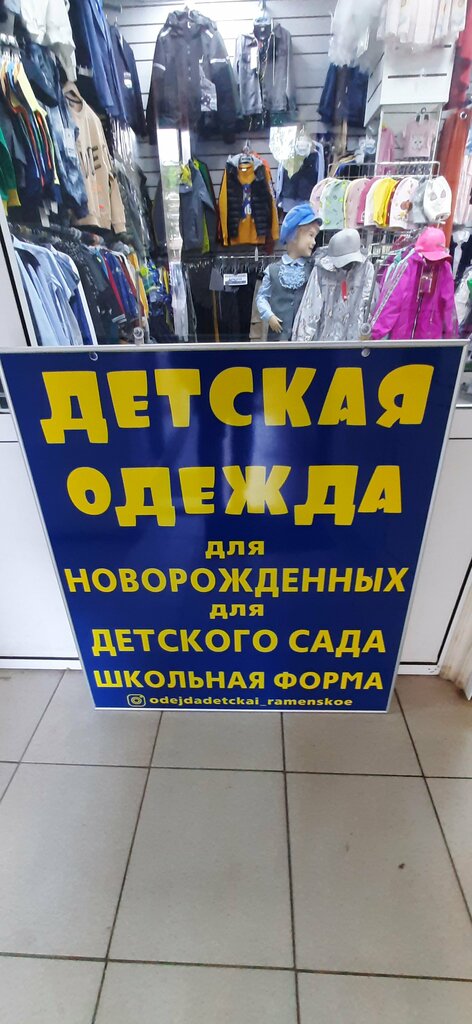 ДЕТСКАЯ
ОДЕЖДА
ДЛЯ
НОВОРОЖДЕННЫХ
ДЛЯ
ДЕТСКОГО САДА
ШКОЛЬНАЯ ФОРМА
odejdadetckai_ramenskoe